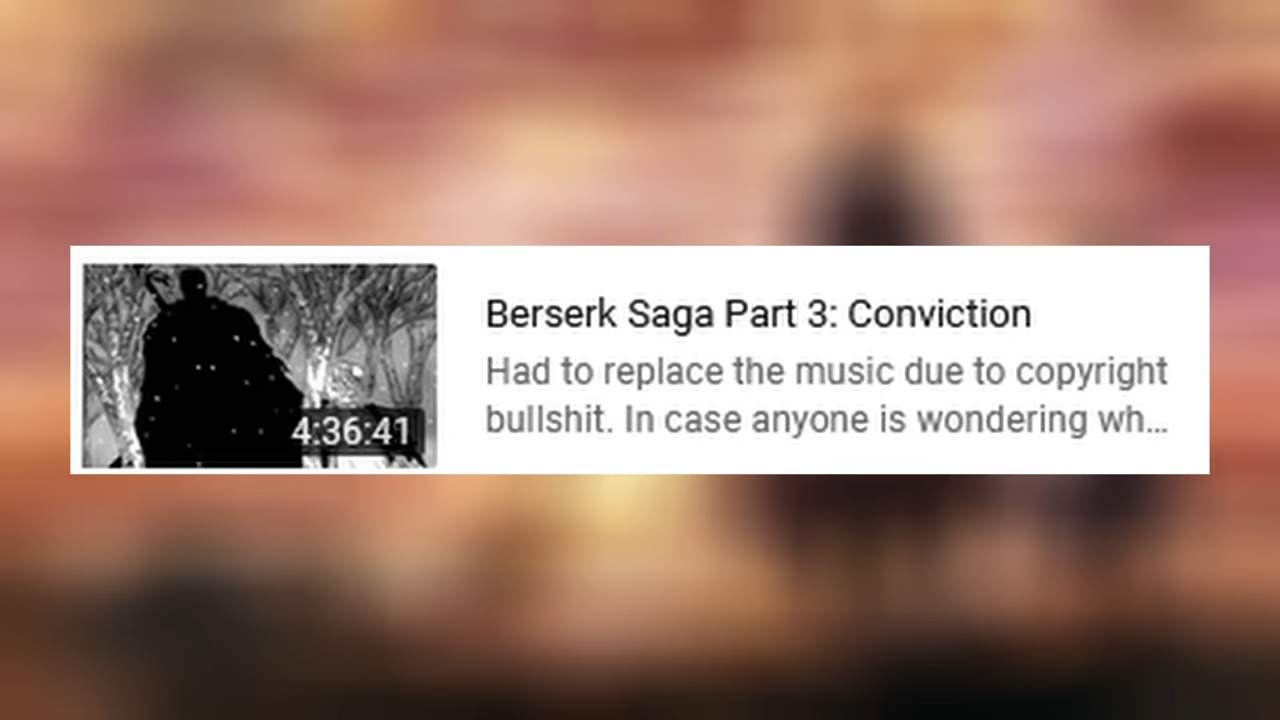 4:36:41
Berserk Saga Part 3: Conviction
Had to replace the music due to copyright
bullshit. In case anyone is wondering wh...